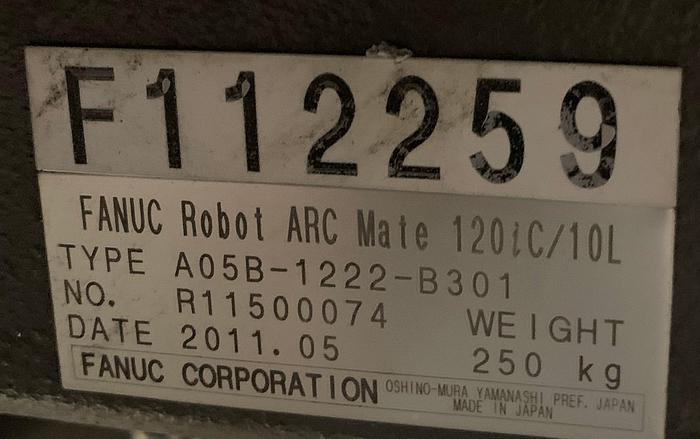 F112259
FANUC Robot ARC Mate 120iC/10L
TYPE A05B-1222-B301
NO. R11500074
DATE 2011.05
WEIGHT
250 kg
FANUC CORPORATION
OSHINO-MURA YAMANASHI PREF. JAPAN
MADE IN JAPAN